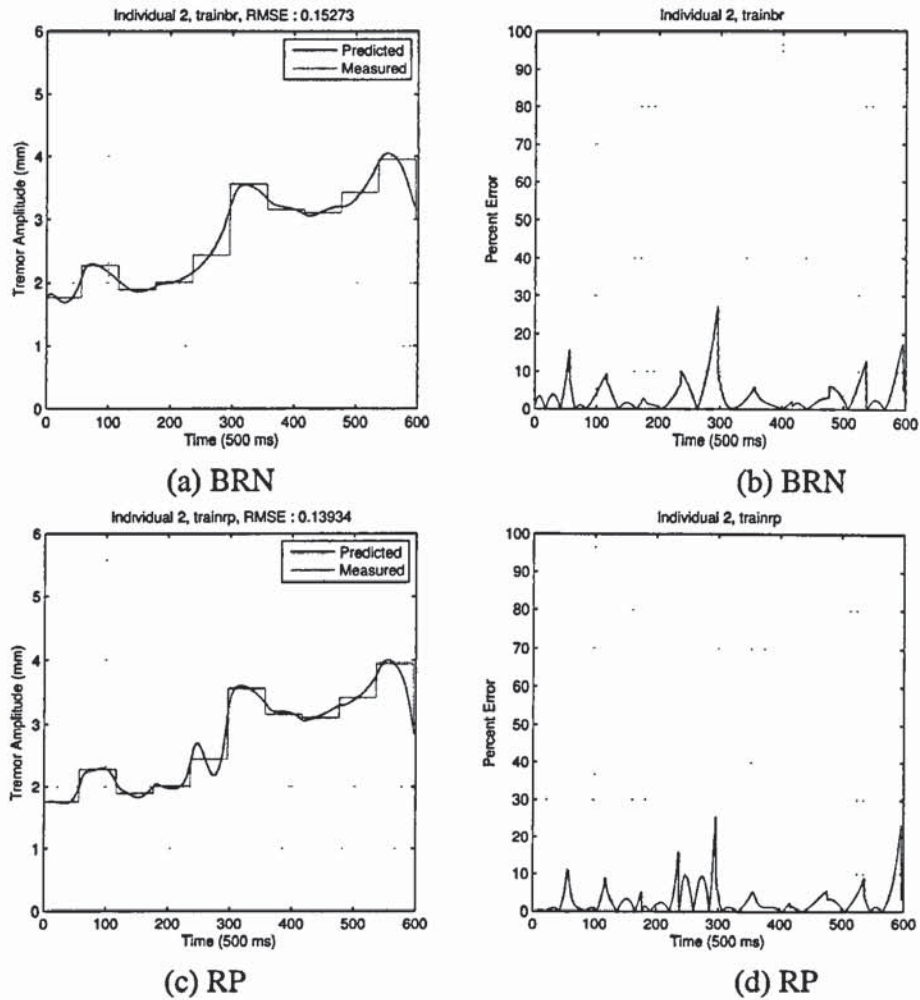 Individual 2, trainbr, RMSE : 0.15273
Tremor Amplitude (mm)
6
5
4
3
2
1
0
Predicted
Measured
0 100 200 300 400 500 600
Time (500 ms)
(a) BRN
Individual 2, trainbr
Percent Error
100
90
80
70
60
50
40
30
20
10
0
0 100 200 300 400 500 600
Time (500 ms)
(b) BRN
Individual 2, trainrp, RMSE : 0.13934
Tremor Amplitude (mm)
6
5
4
3
2
1
0
Predicted
Measured
0 100 200 300 400 500 600
Time (500 ms)
(c) RP
Individual 2, trainrp
Percent Error
100
90
80
70
60
50
40
30
20
10
0
0 100 200 300 400 500 600
Time (500 ms)
(d) RP